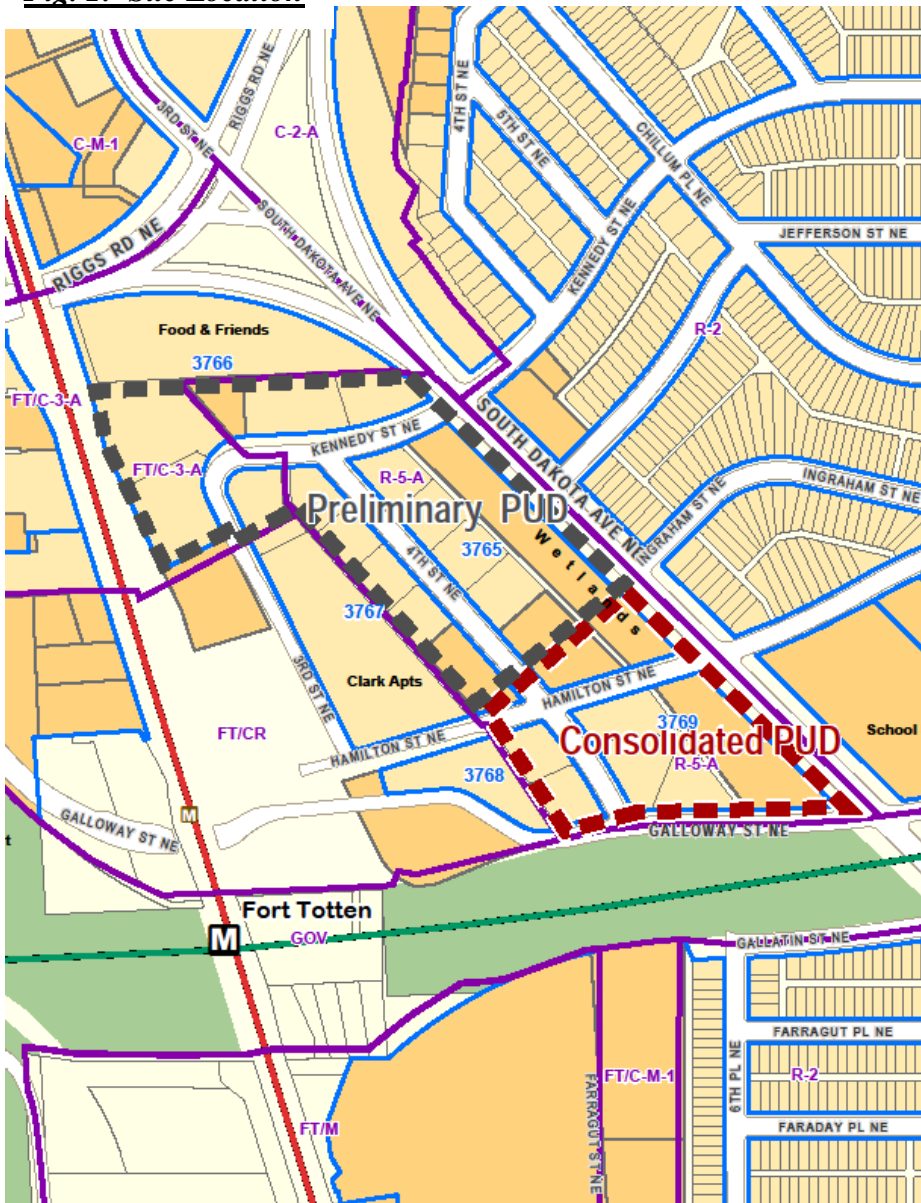 4TH ST NE
5TH ST NE
RIGGS RD NE
3RD ST NE
C-M-1
C-2-A
CHILLUM PL NE
KENNEDY ST NE
JEFFERSON ST NE
SOUTH DAKOTA AVE NE
RIGGS RD NE
Food & Friends
3766
R-2
FT/C-3-A
FT/C-3-A
KENNEDY ST NE
R-5-A
SOUTH DAKOTA AVE NE
INGRAHAM ST NE
INGRAHAM ST NE
Preliminary PUD
3765
Wetlands
4TH ST NE
3767
3RD ST NE
Clark Apts
HAMILTON ST NE
3769
School
FT/CR
HAMILTON ST NE
Consolidated PUD
R-5-A
3768
M
GALLOWAY ST NE
GALLOWAY ST NE
t
Fort Totten
M
GOV
GALLATIN ST NE
FARRAGUT PL NE
FT/C-M-1
R-2
6TH PL NE
FARRAGUT ST NE
FT/M
FARADAY PL NE